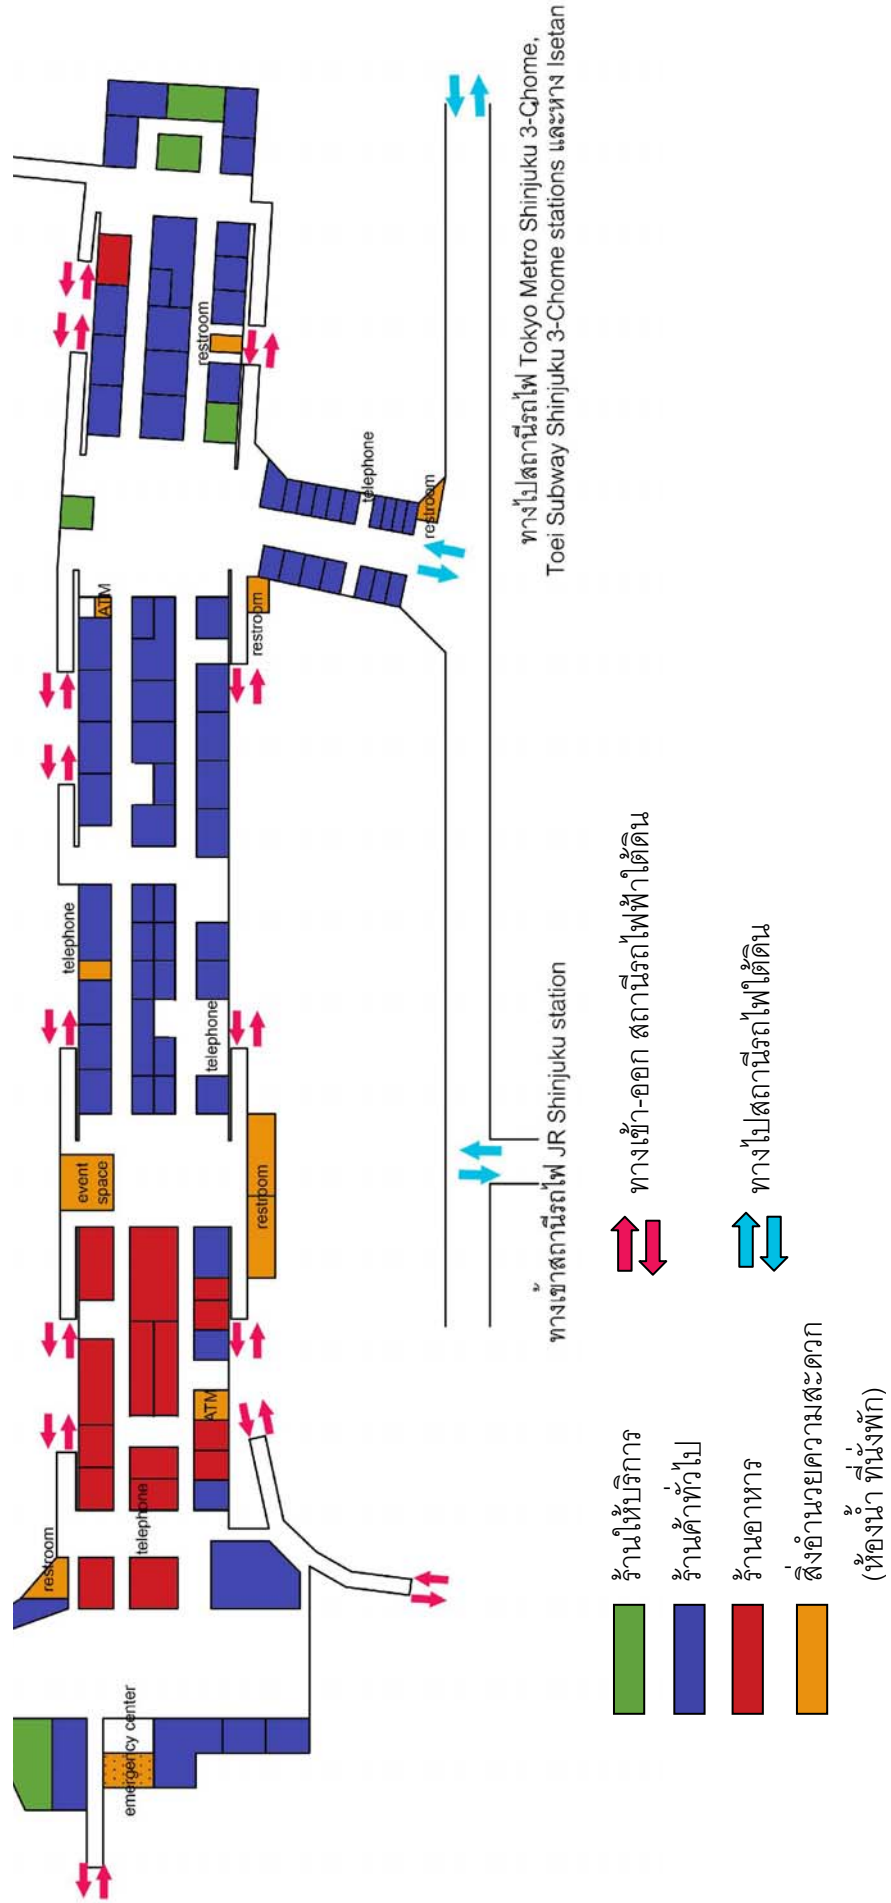 restroom
telephone
event
space
ATM
emergency center
telephone
restroom
ATM
telephone
restroom
restroom
telephone
restroom
ทางไปสถานีรถไฟ Tokyo Metro Shinjuku 3-Chome,
Toei Subway Shinjuku 3-Chome stations และหาง Isetan
ทางเข้าสถานีรถไฟ JR Shinjuku station
ร้านให้บริการ
ทางเข้า-ออก สถานีรถไฟฟ้าใต้ดิน
ร้านค้าทั่วไป
ร้านอาหาร
ทางไปสถานีรถไฟใต้ดิน
สิ่งอำนวยความสะดวก
(ห้องน้ำ ที่นั่งพัก)